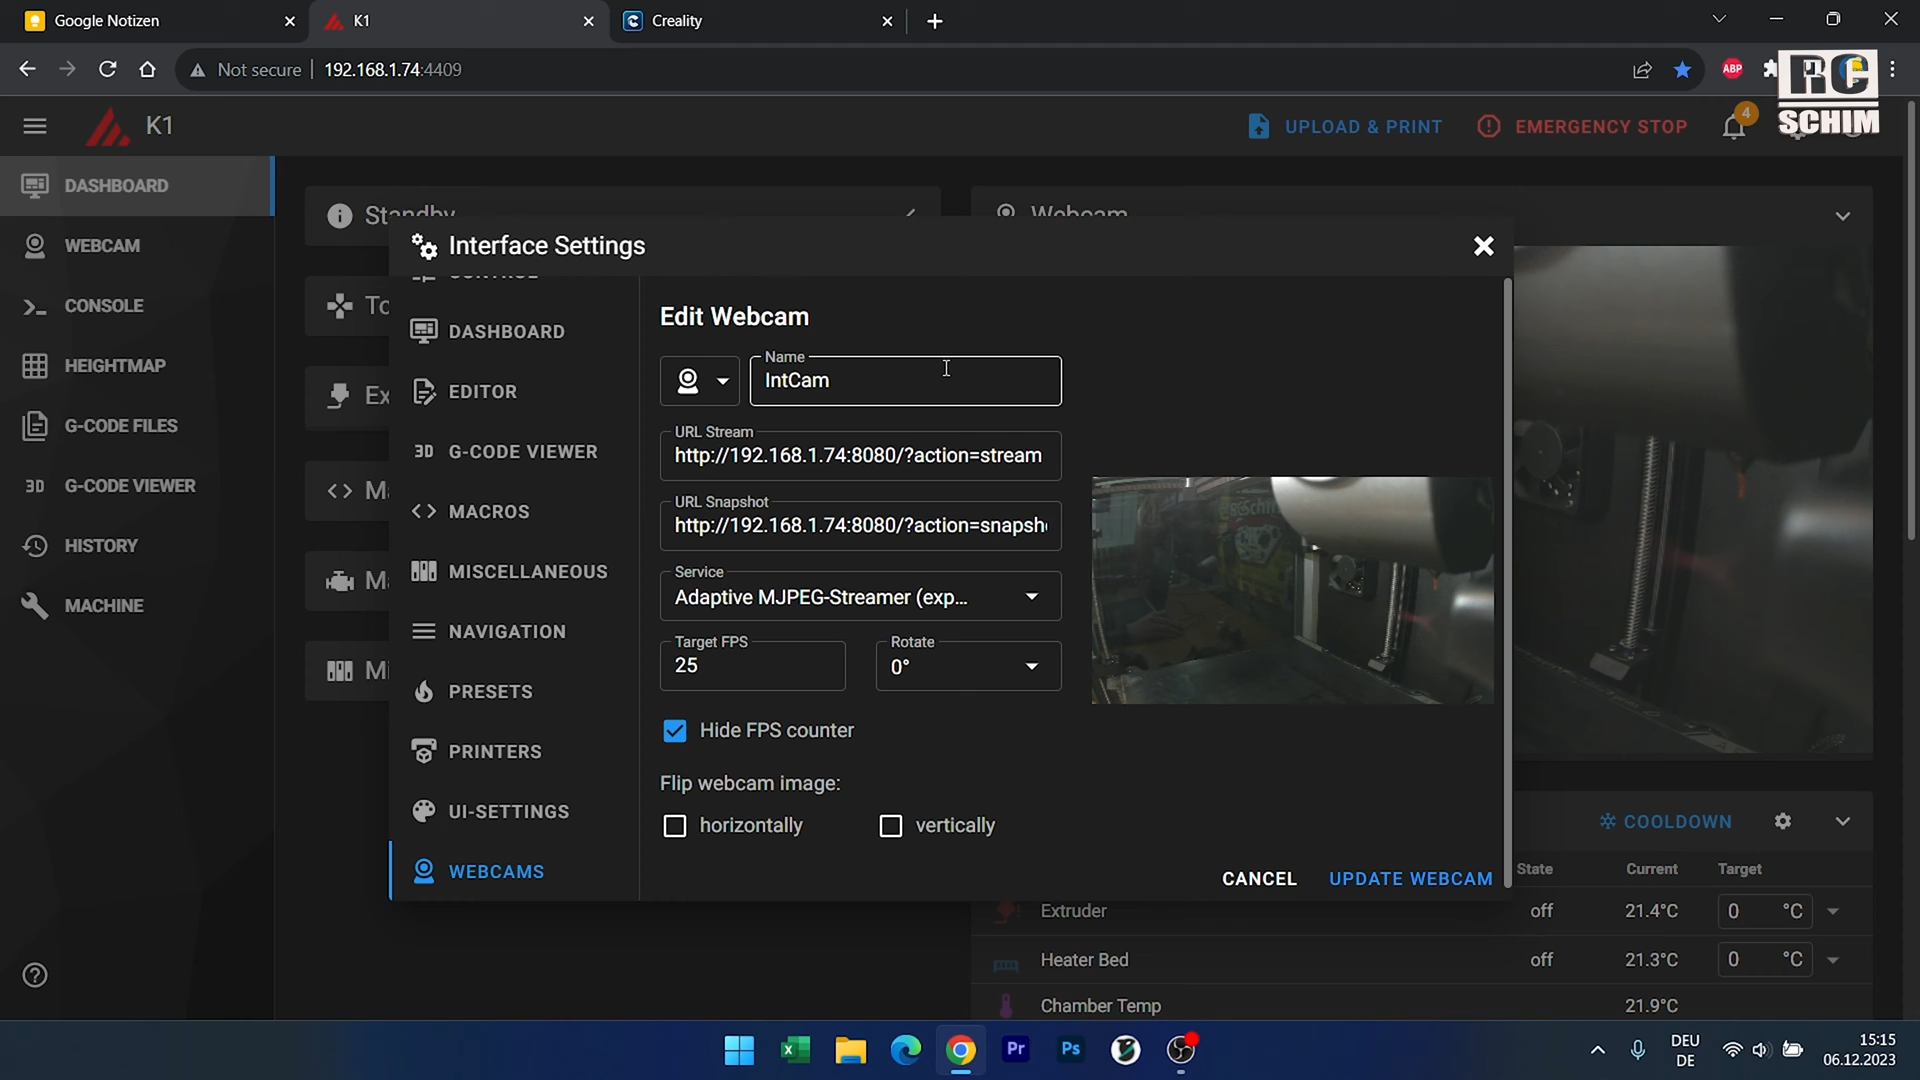 Google Notizen
K1
Creality
Not secure
192.168.1.74:4409
ABP
RC
SCHIM
K1
UPLOAD & PRINT
EMERGENCY STOP
4
DASHBOARD
WEBCAM
CONSOLE
HEIGHTMAP
G-CODE FILES
3D G-CODE VIEWER
HISTORY
MACHINE
Standby
Webcam
Interface Settings
CONTROL
DASHBOARD
EDITOR
3D G-CODE VIEWER
MACROS
MISCELLANEOUS
NAVIGATION
PRESETS
PRINTERS
UI-SETTINGS
WEBCAMS
Edit Webcam
Name
IntCam
URL Stream
http://192.168.1.74:8080/?action=stream
URL Snapshot
http://192.168.1.74:8080/?action=snapsh
Service
Adaptive MJPEG-Streamer (exp...
Target FPS
25
Rotate
0°
Hide FPS counter
Flip webcam image:
horizontally
vertically
CANCEL
UPDATE WEBCAM
COOLDOWN
State
Current
Target
Extruder
off
21.4°C
0 °C
Heater Bed
off
21.3°C
0 °C
Chamber Temp
21.9°C
Pr
Ps
DEU
DE
15:15
06.12.2023